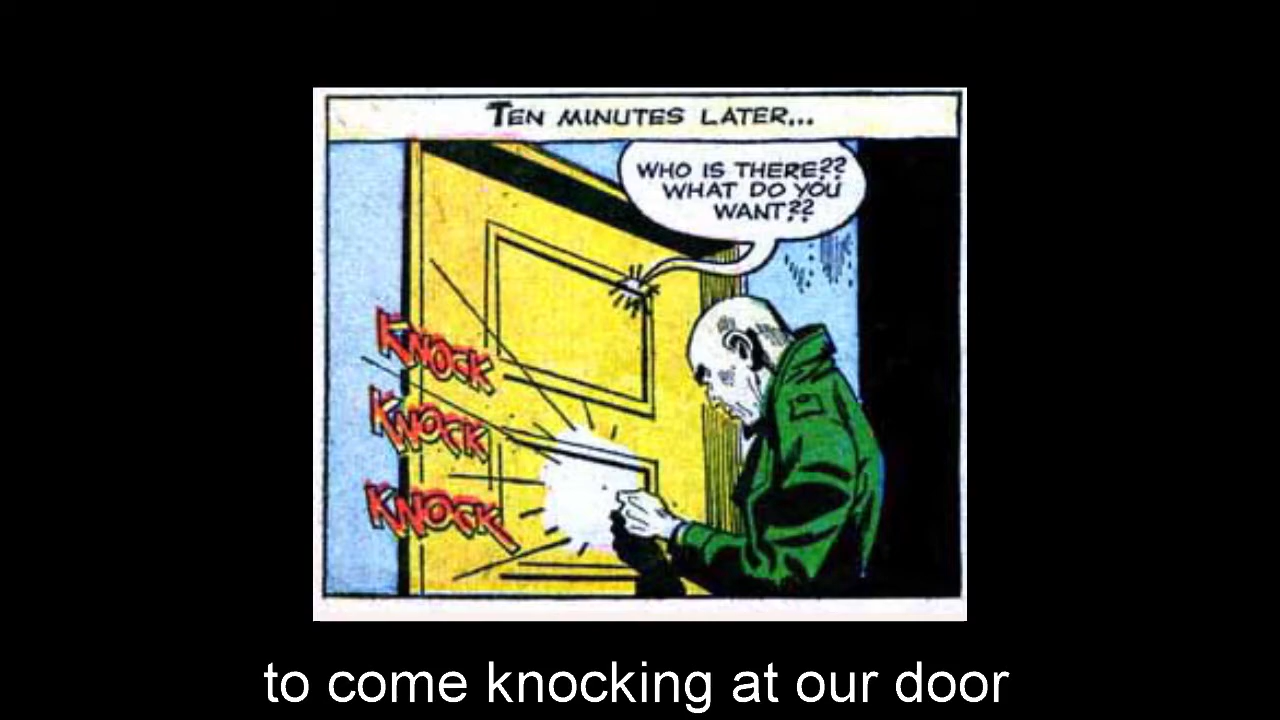 TEN MINUTES LATER...
WHO IS THERE??
WHAT DO YOU
WANT??
KNOCK
KNOCK
KNOCK
to come knocking at our door